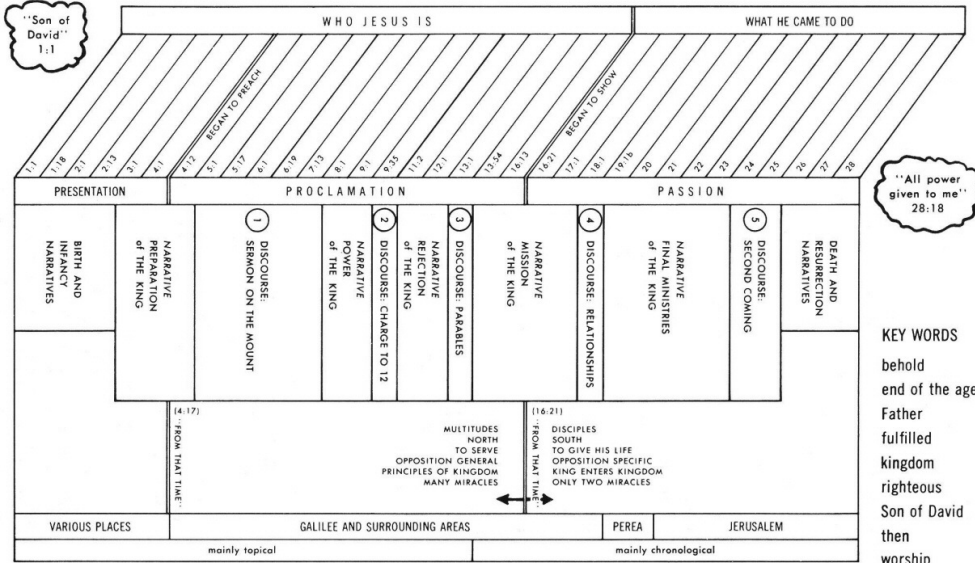 "Son of
David"
1:1
WHO JESUS IS
WHAT HE CAME TO DO
BEGAN TO PREACH
BEGAN TO SHOW
1:1
1:18
2:1
2:13
3:1
4:1
4:12
5:1
5:17
6:1
6:19
7:13
8:1
9:1
9:35
11:2
12:1
13:1
13:54
16:13
16:21
17:1
18:1
19:1b
20
21
22
23
24
25
26
27
28
"All power
given to me"
28:18
PRESENTATION
PROCLAMATION
PASSION
BIRTH AND
INFANCY
NARRATIVES
NARRATIVE
PREPARATION
of THE KING
1
DISCOURSE:
SERMON ON THE MOUNT
NARRATIVE
POWER
of THE KING
2
DISCOURSE: CHARGE TO 12
NARRATIVE
REJECTION
of THE KING
3
DISCOURSE: PARABLES
NARRATIVE
MISSION
of THE KING
4
DISCOURSE: RELATIONSHIPS
NARRATIVE
FINAL MINISTRIES
of THE KING
5
DISCOURSE:
SECOND COMING
DEATH AND
RESURRECTION
NARRATIVES
(4:17)
"FROM THAT TIME"
MULTITUDES
NORTH
TO SERVE
OPPOSITION GENERAL
PRINCIPLES OF KINGDOM
MANY MIRACLES
(16:21)
"FROM THAT TIME"
DISCIPLES
SOUTH
TO GIVE HIS LIFE
OPPOSITION SPECIFIC
KING ENTERS KINGDOM
ONLY TWO MIRACLES
VARIOUS PLACES
GALILEE AND SURROUNDING AREAS
PEREA
JERUSALEM
mainly topical
mainly chronological
KEY WORDS
behold
end of the age
Father
fulfilled
kingdom
righteous
Son of David
then
worship